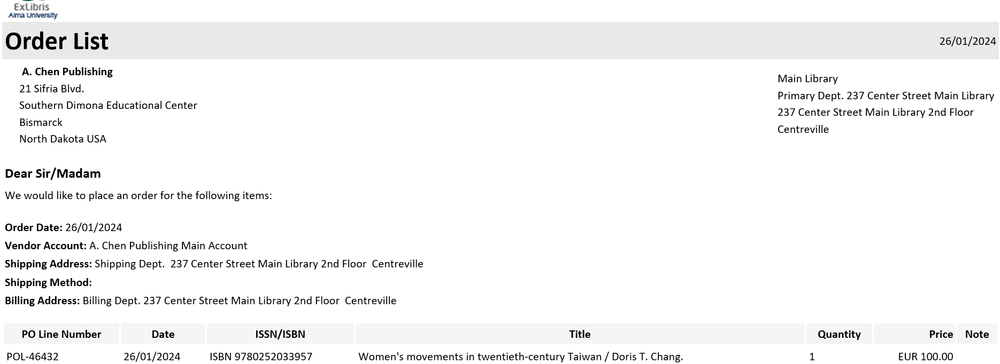 ExLibris
Alma University
Order List
26/01/2024
A. Chen Publishing
21 Sifria Blvd.
Southern Dimona Educational Center
Bismarck
North Dakota USA
Main Library
Primary Dept. 237 Center Street Main Library
237 Center Street Main Library 2nd Floor
Centreville
Dear Sir/Madam
We would like to place an order for the following items:
Order Date: 26/01/2024
Vendor Account: A. Chen Publishing Main Account
Shipping Address: Shipping Dept.  237 Center Street Main Library 2nd Floor  Centreville
Shipping Method:
Billing Address: Billing Dept. 237 Center Street Main Library 2nd Floor  Centreville
PO Line Number Date ISSN/ISBN Title Quantity Price Note
POL-46432 26/01/2024 ISBN 9780252033957 Women's movements in twentieth-century Taiwan / Doris T. Chang. 1 EUR 100.00